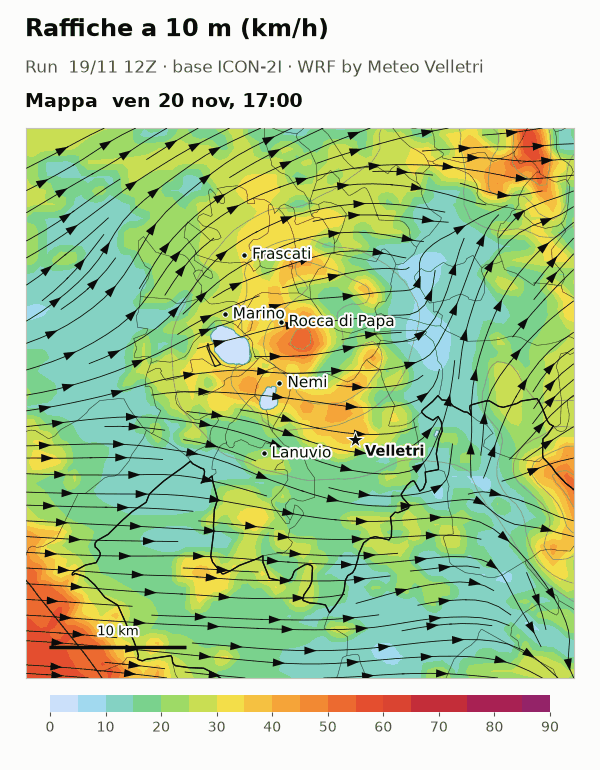 Raffiche a 10 m (km/h)
Run  19/11 12Z · base ICON-2I · WRF by Meteo Velletri
Mappa  ven 20 nov, 17:00
Frascati
Marino
Rocca di Papa
Nemi
Velletri
Lanuvio
10 km
0 10 20 30 40 50 60 70 80 90